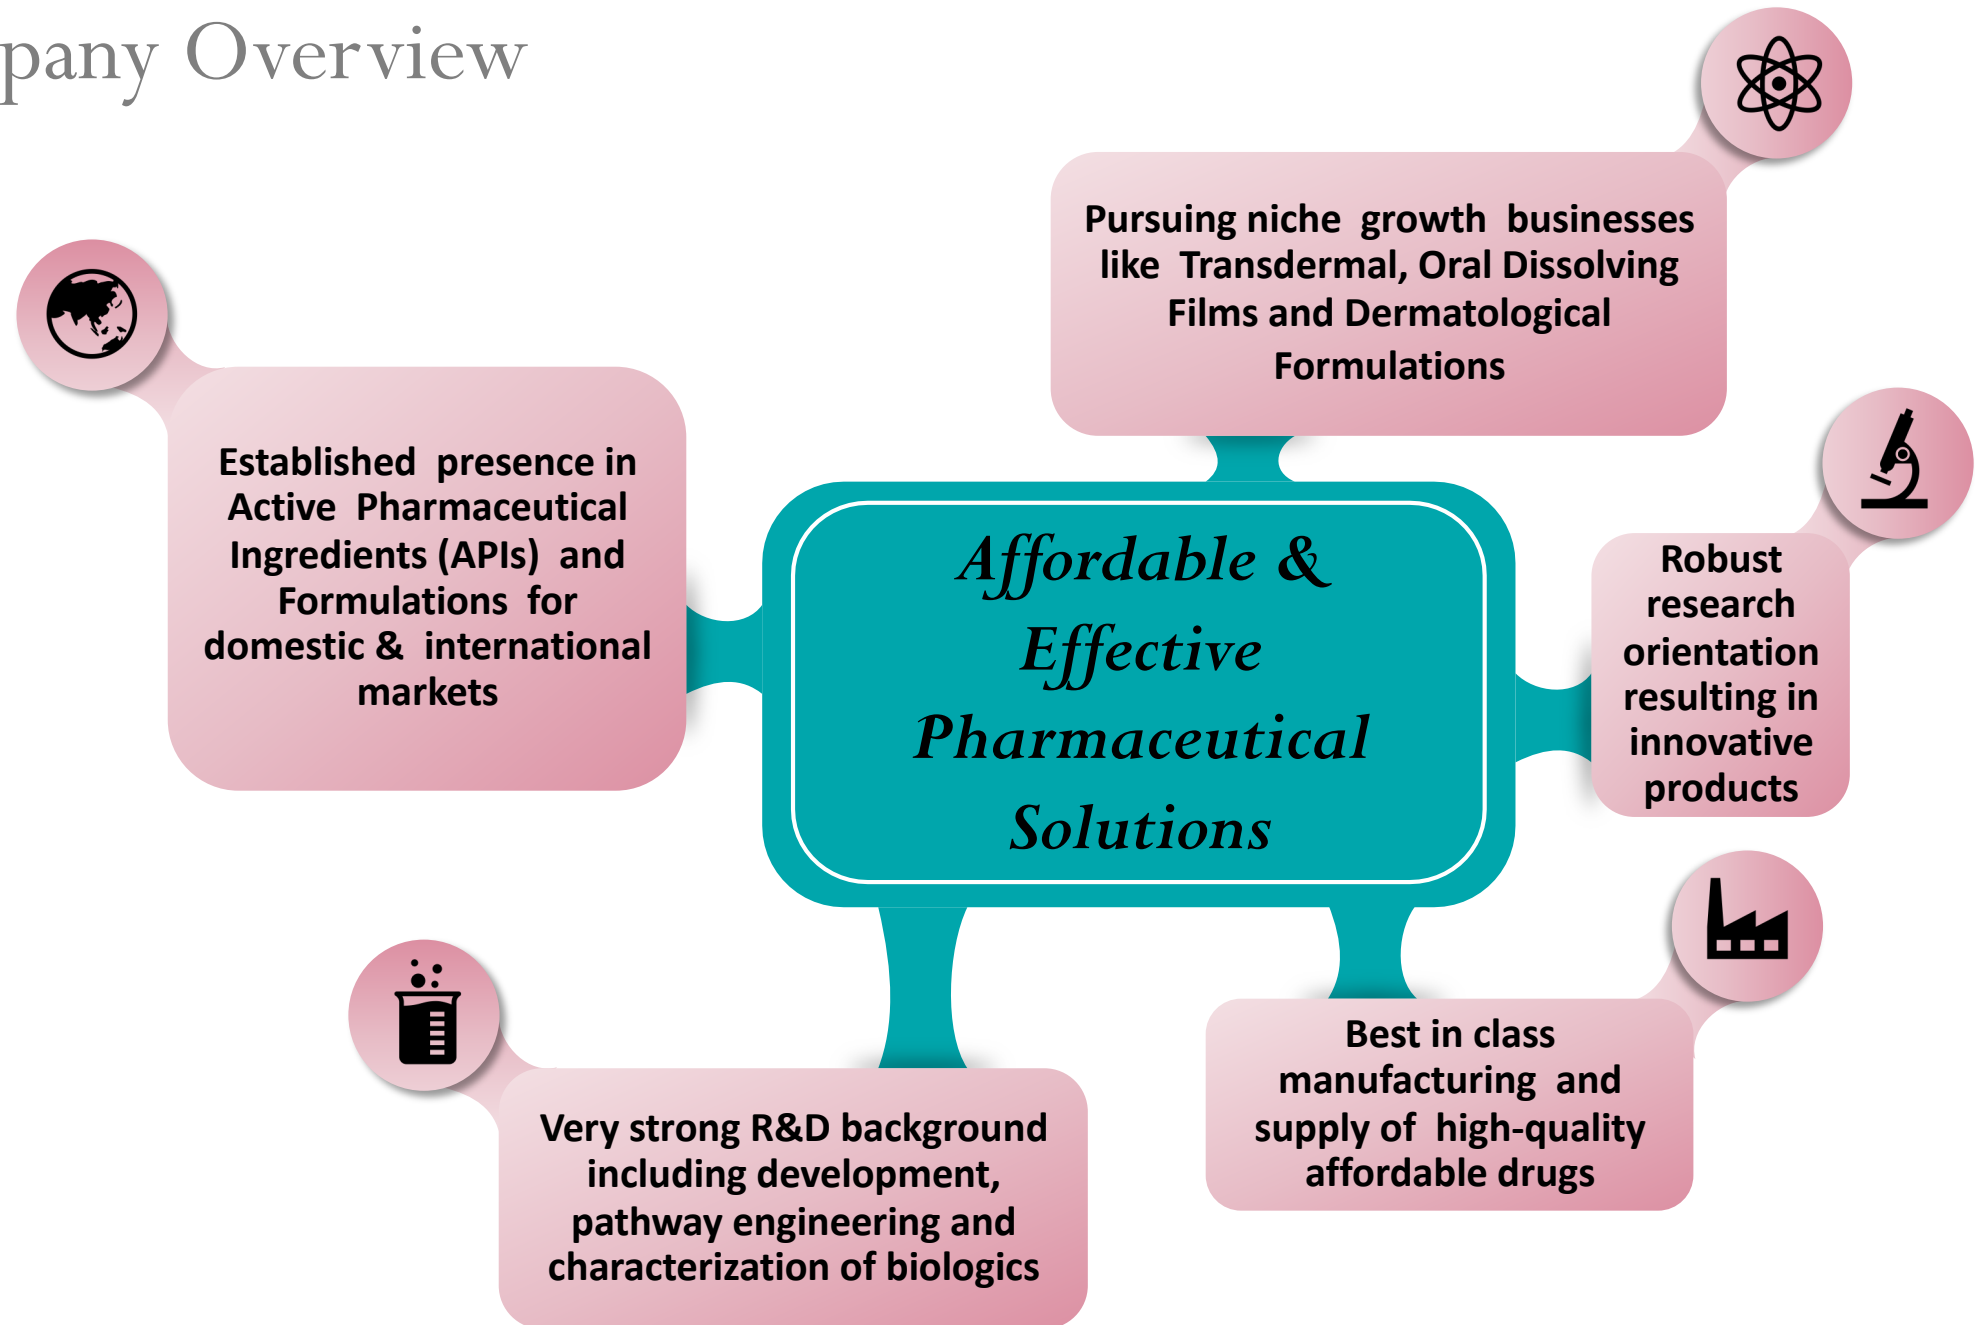 pany Overview
Pursuing niche growth businesses
like Transdermal, Oral Dissolving
Films and Dermatological
Formulations
Established presence in
Active Pharmaceutical
Ingredients (APIs) and
Formulations for
domestic & international
markets
Affordable &
Effective
Pharmaceutical
Solutions
Robust
research
orientation
resulting in
innovative
products
Very strong R&D background
including development,
pathway engineering and
characterization of biologics
Best in class
manufacturing and
supply of high-quality
affordable drugs